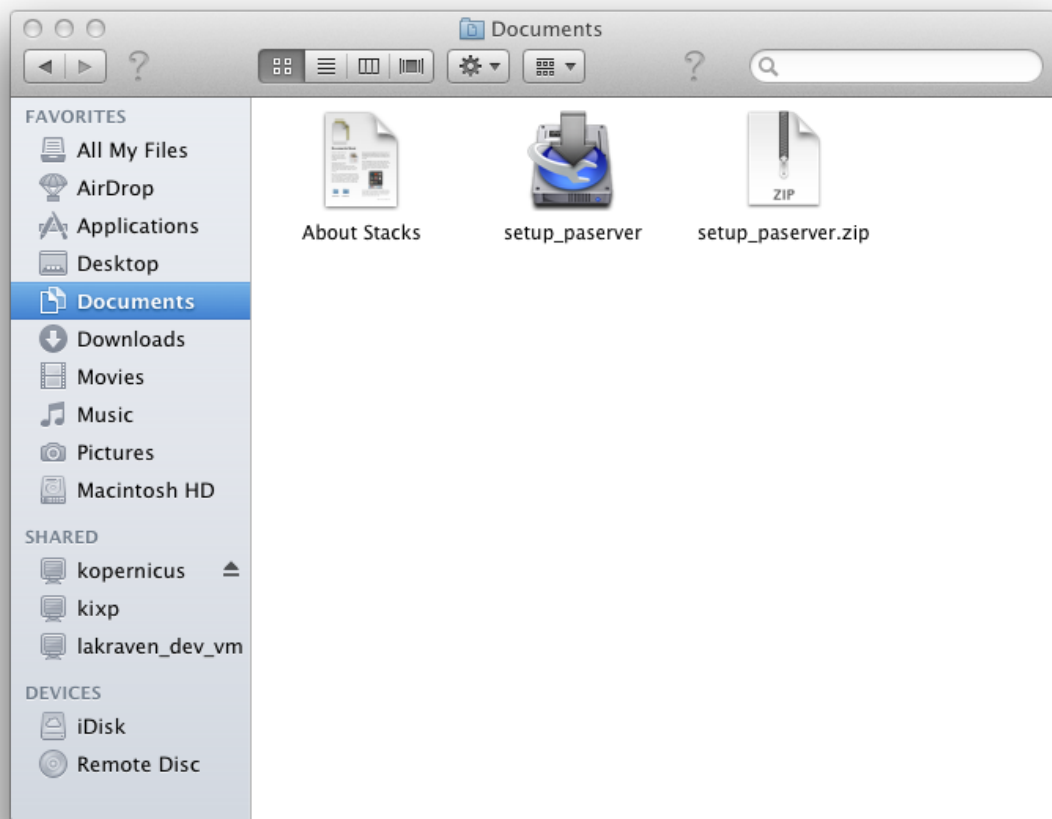 Documents
FAVORITES
All My Files
AirDrop
Applications
Desktop
Documents
Downloads
Movies
Music
Pictures
Macintosh HD
SHARED
kopernicus
kixp
lakraven_dev_vm
DEVICES
iDisk
Remote Disc
ZIP
About Stacks
setup_paserver
setup_paserver.zip